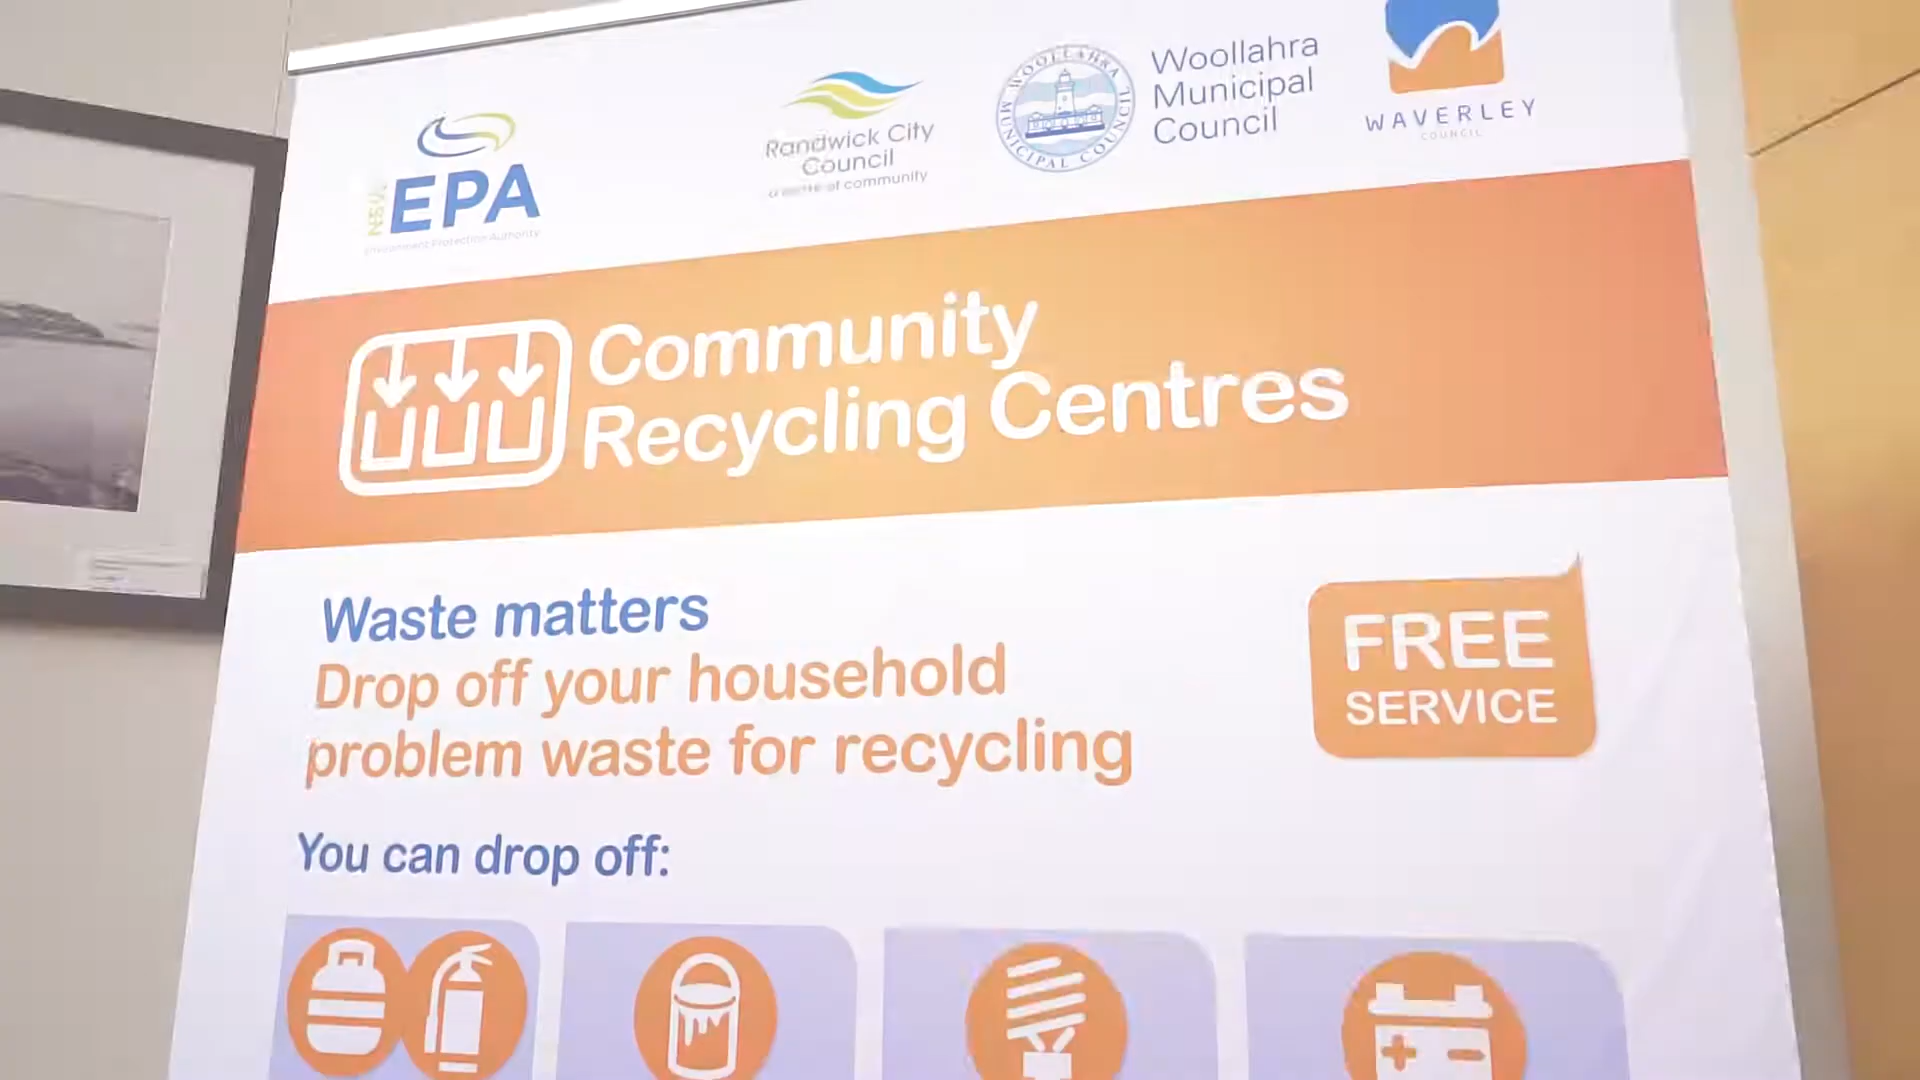 NSW
EPA
Environment Protection Authority
Randwick City
Council
a sense of community
WOOLLAHRA
MUNICIPAL COUNCIL
Woollahra
Municipal
Council
WAVERLEY
COUNCIL
Community
Recycling Centres
Waste matters
Drop off your household
problem waste for recycling
FREE
SERVICE
You can drop off: